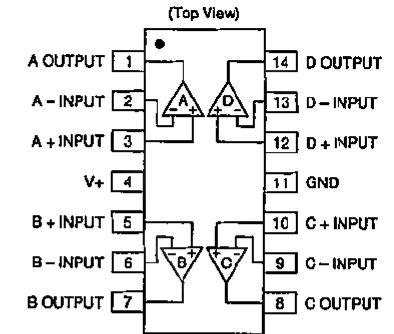 (Top View)
A OUTPUT 1 14 D OUTPUT
A - INPUT 2 A D 13 D - INPUT
- + + -
A + INPUT 3 12 D + INPUT
V+ 4 11 GND
B + INPUT 5 10 C + INPUT
- + + -
B - INPUT 6 B C 9 C - INPUT
B OUTPUT 7 8 C OUTPUT